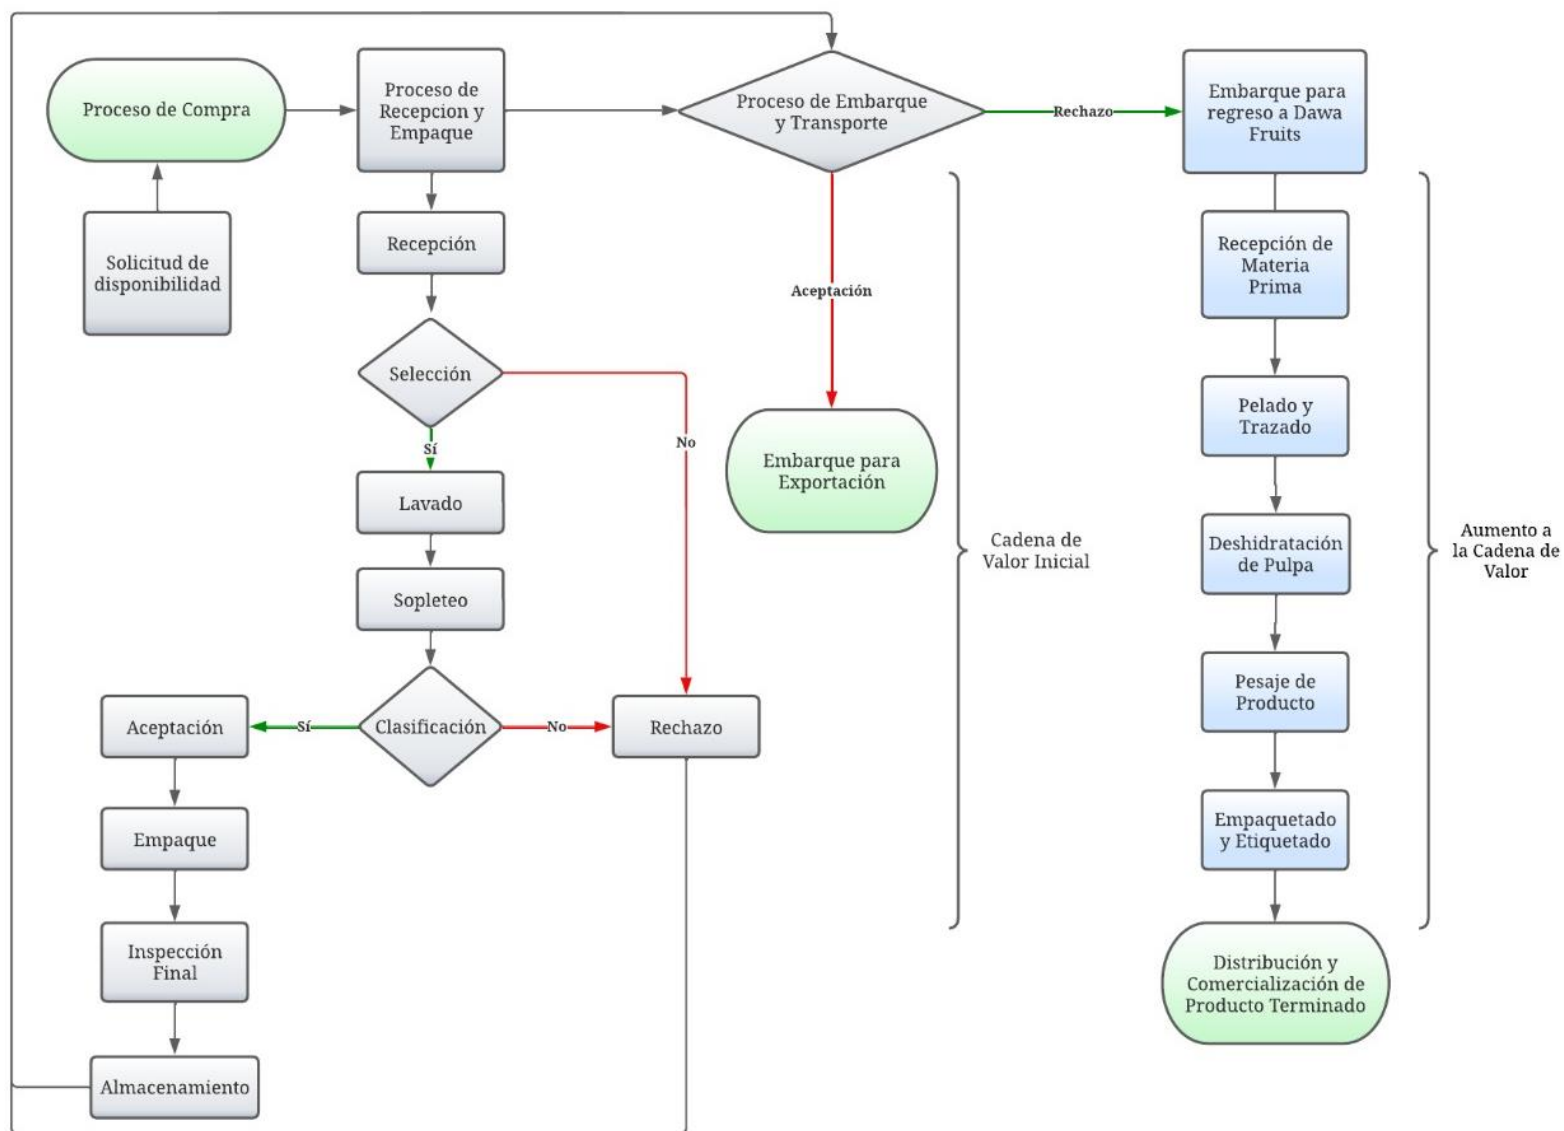 Proceso de Compra
Proceso de
Recepcion y
Empaque
Proceso de Embarque
y Transporte
Rechazo
Embarque para
regreso a Dawa
Fruits
Solicitud de
disponibilidad
Recepción
Selección
Sí
No
Lavado
Sopleteo
Clasificación
Sí
No
Aceptación
Rechazo
Empaque
Inspección
Final
Almacenamiento
Aceptación
Embarque para
Exportación
Cadena de
Valor Inicial
Recepción de
Materia
Prima
Pelado y
Trazado
Deshidratación
de Pulpa
Pesaje de
Producto
Empaquetado
y Etiquetado
Distribución y
Comercialización de
Producto Terminado
Aumento a
la Cadena de
Valor